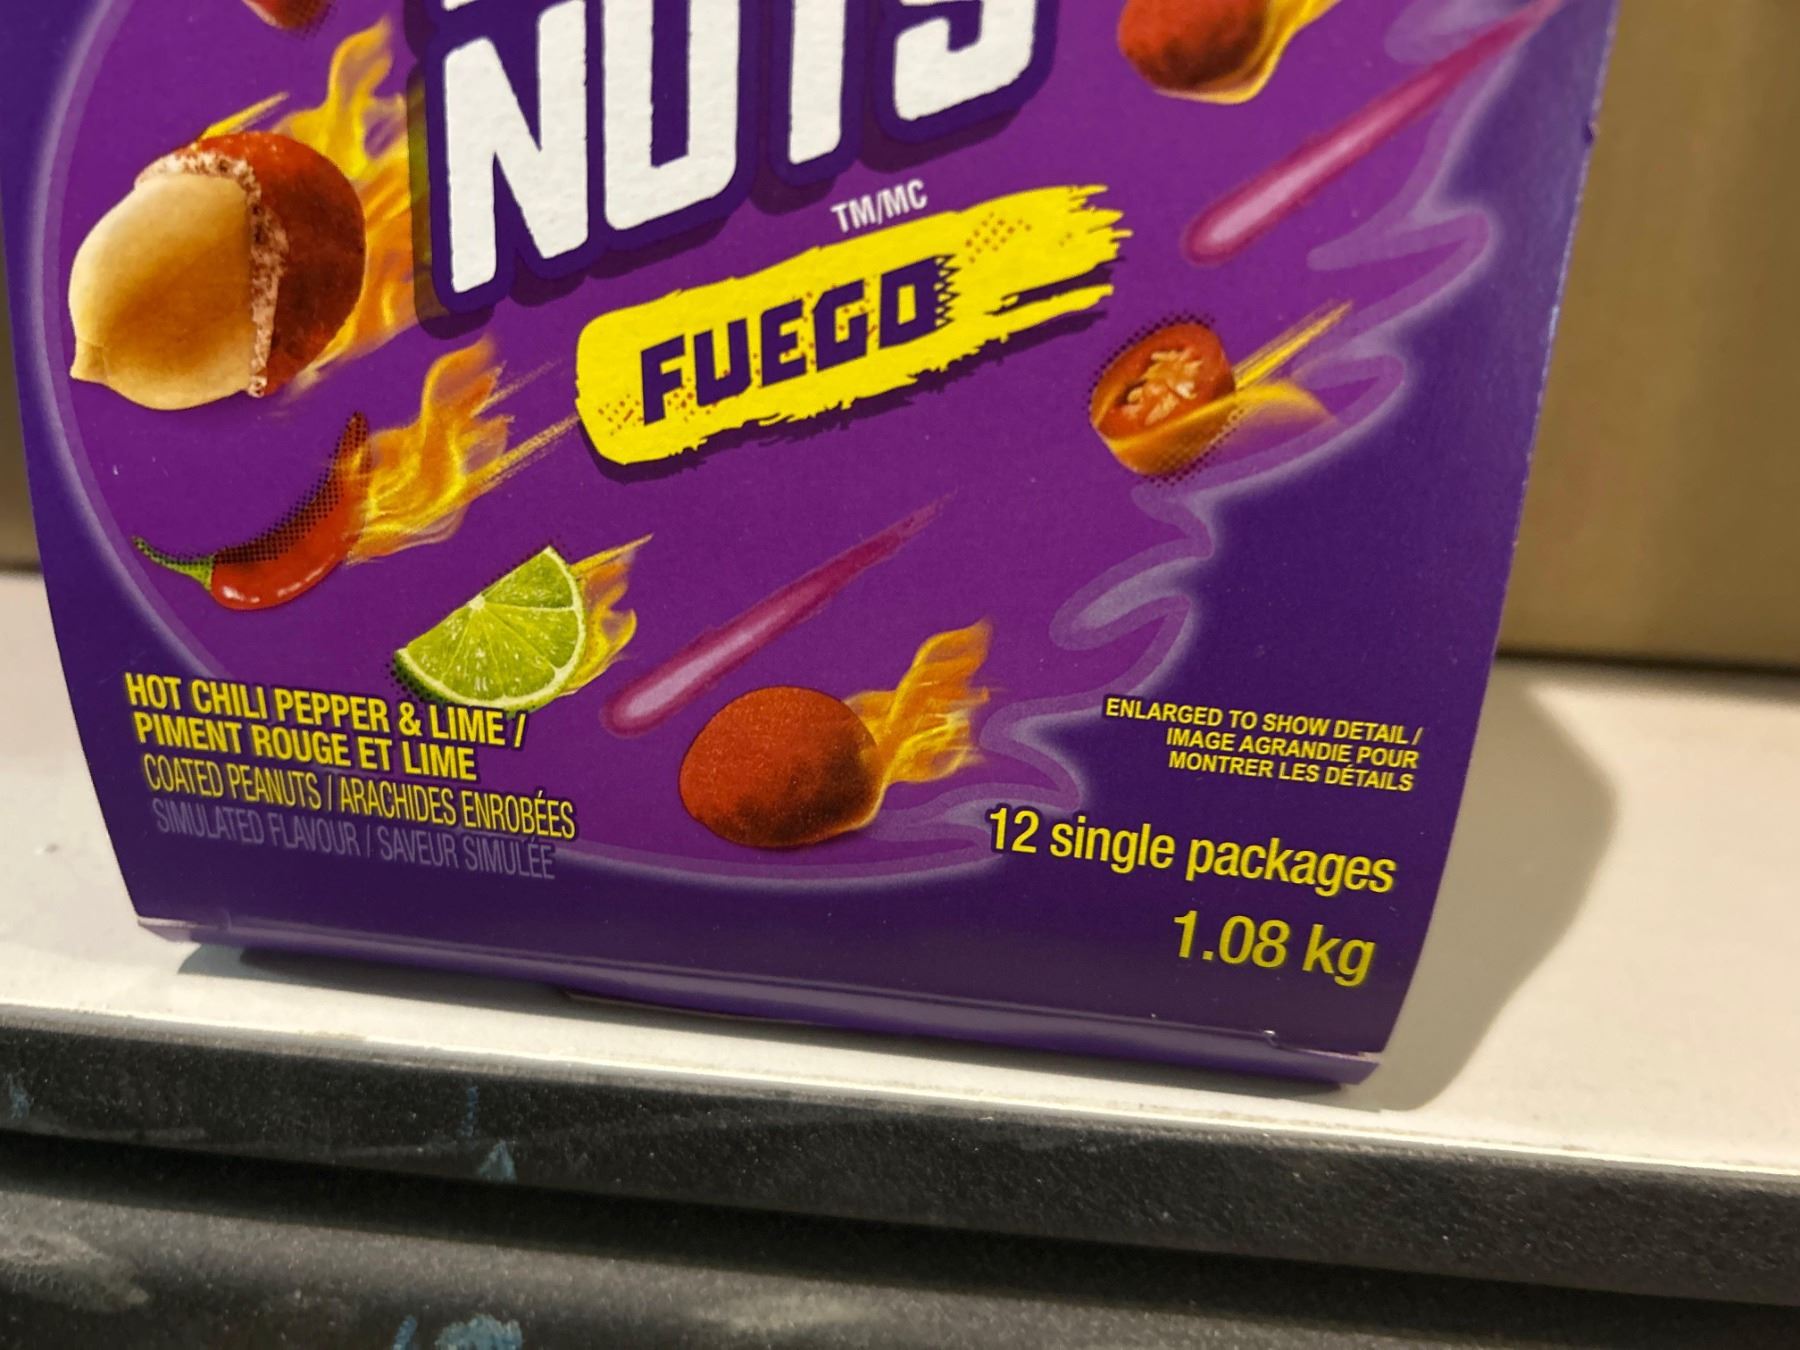 NUTS
TM/MC
FUEGO
HOT CHILI PEPPER & LIME /
PIMENT ROUGE ET LIME
COATED PEANUTS / ARACHIDES ENROBÉES
SIMULATED FLAVOUR / SAVEUR SIMULÉE
ENLARGED TO SHOW DETAIL /
IMAGE AGRANDIE POUR
MONTRER LES DÉTAILS
12 single packages
1.08 kg